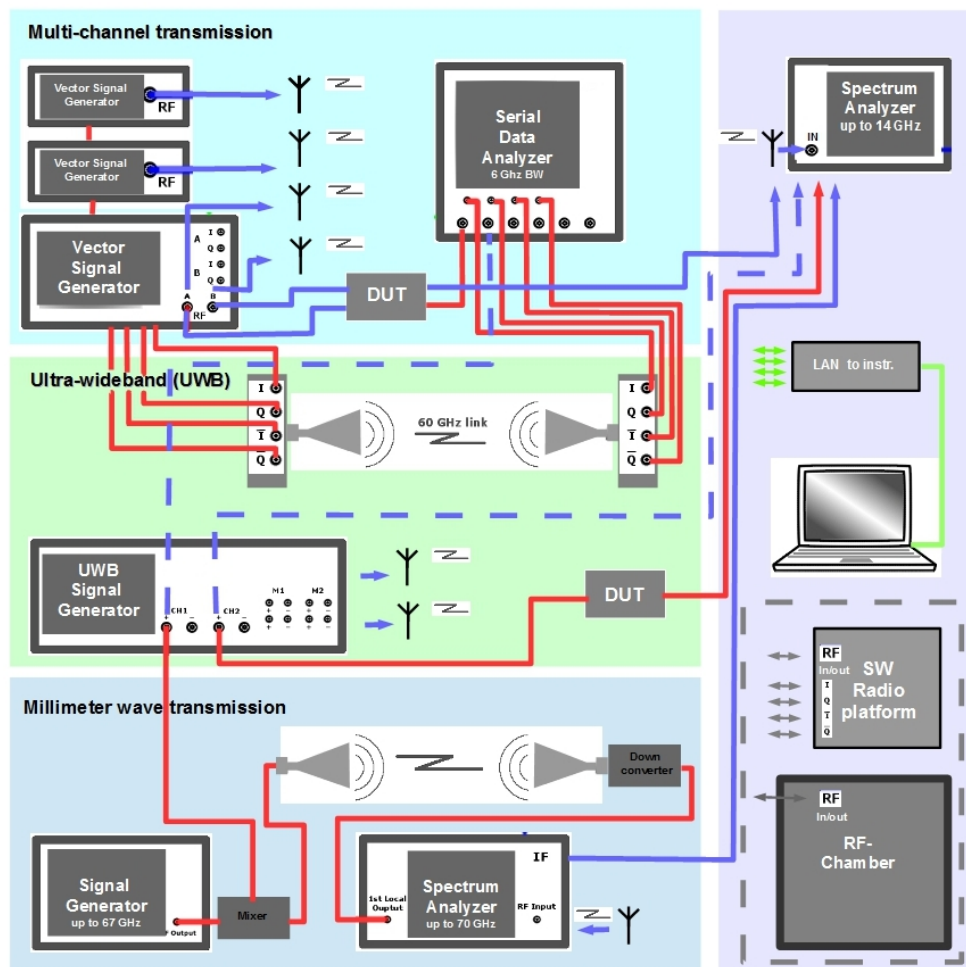 Multi-channel transmission
Vector Signal
Generator
RF
Vector Signal
Generator
RF
Vector
Signal
Generator
A
I
Q
B
I
Q
A
B
RF
Serial
Data
Analyzer
6 Ghz BW
DUT
Spectrum
Analyzer
up to 14 GHz
IN
Ultra-wideband (UWB)
I
Q
I
Q
60 GHz link
I
Q
I
Q
LAN to instr.
UWB
Signal
Generator
CH1
+ -
CH2
+ -
M1
+ -
+ -
M2
+ -
+ -
DUT
RF
In/out
I
Q
I
Q
SW
Radio
platform
Millimeter wave transmission
Down
converter
Signal
Generator
up to 67 GHz
Output
Mixer
1st Local
Ouptut
Spectrum
Analyzer
up to 70 GHz
IF
RF Input
RF
In/out
RF-
Chamber